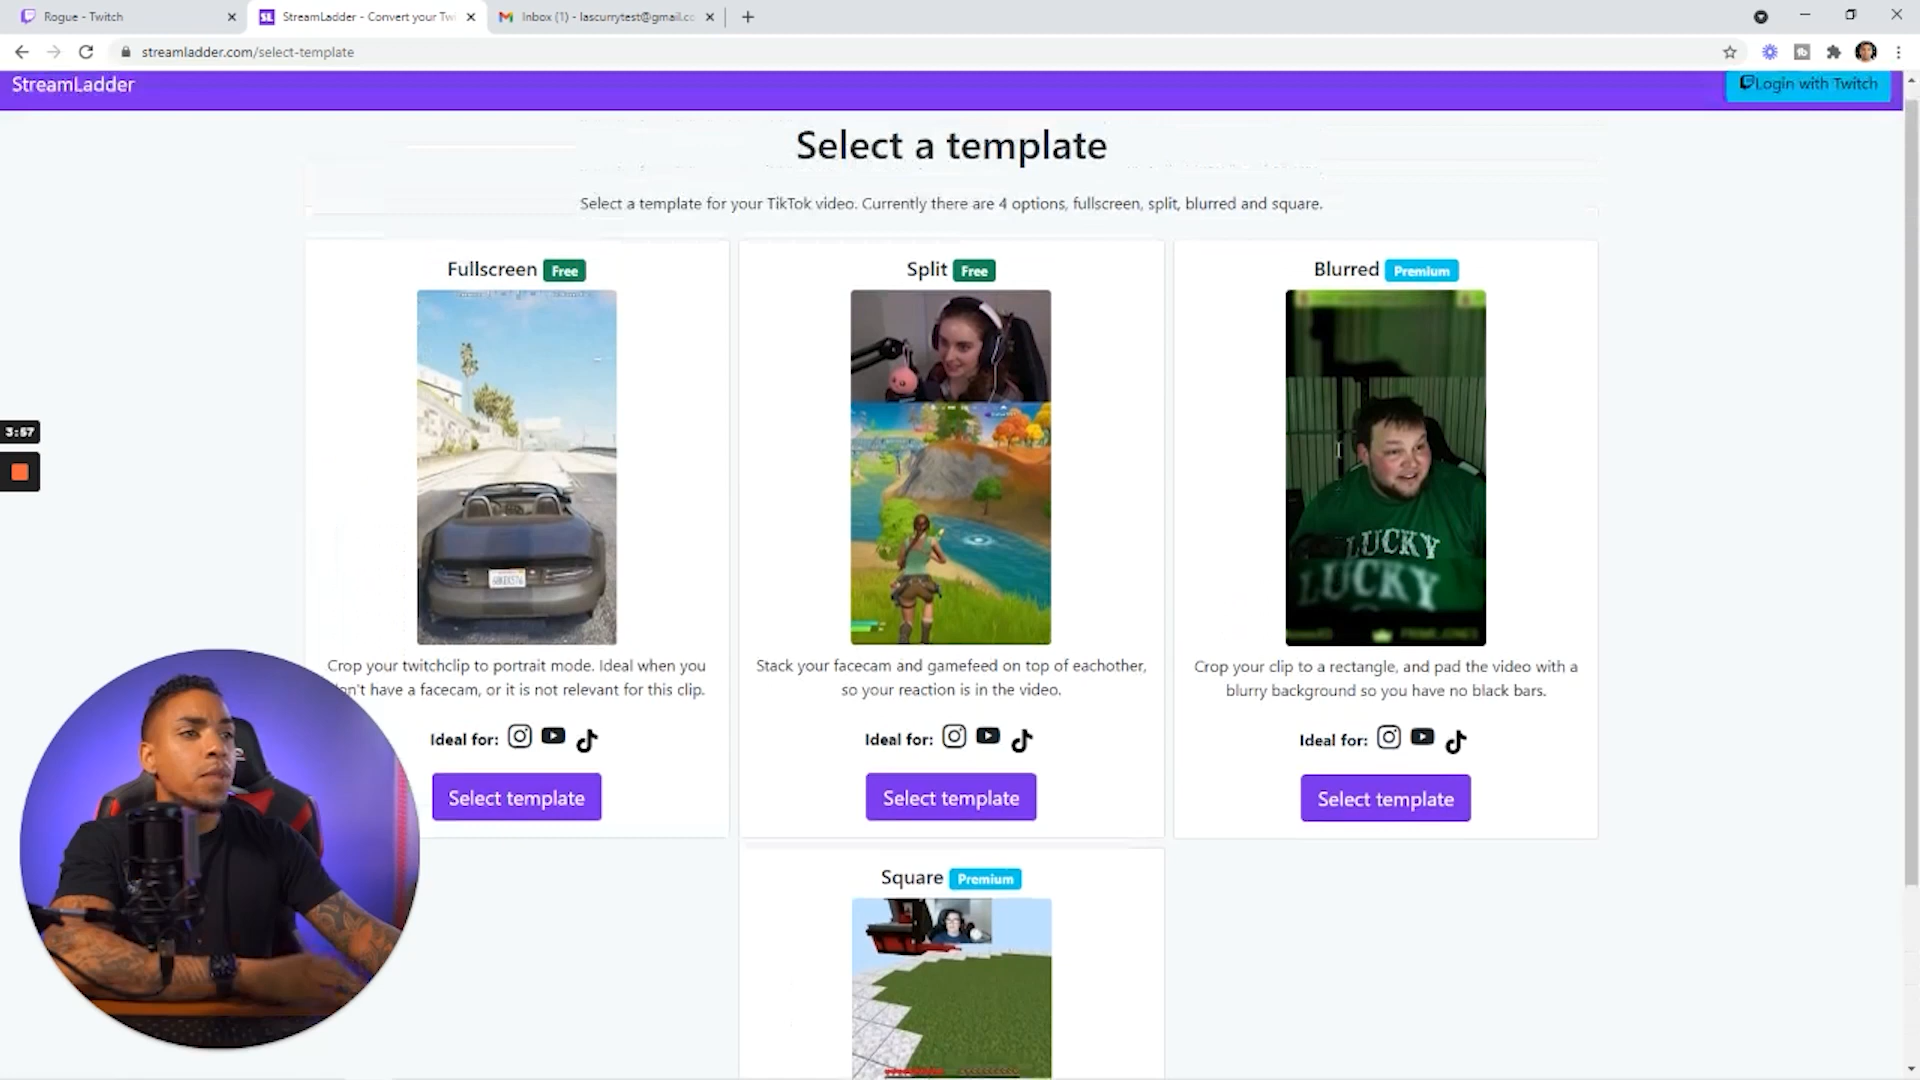 Rogue - Twitch
StreamLadder - Convert your Twi
Inbox (1) - lascurrytest@gmail.co
streamladder.com/select-template
StreamLadder
Login with Twitch
Select a template
Select a template for your TikTok video. Currently there are 4 options, fullscreen, split, blurred and square.
Fullscreen Free
Crop your twitchclip to portrait mode. Ideal when you
n't have a facecam, or it is not relevant for this clip.
Ideal for:
Select template
Split Free
Stack your facecam and gamefeed on top of eachother,
so your reaction is in the video.
Ideal for:
Select template
Blurred Premium
LUCKY
LUCKY
Crop your clip to a rectangle, and pad the video with a
blurry background so you have no black bars.
Ideal for:
Select template
Square Premium
3:57